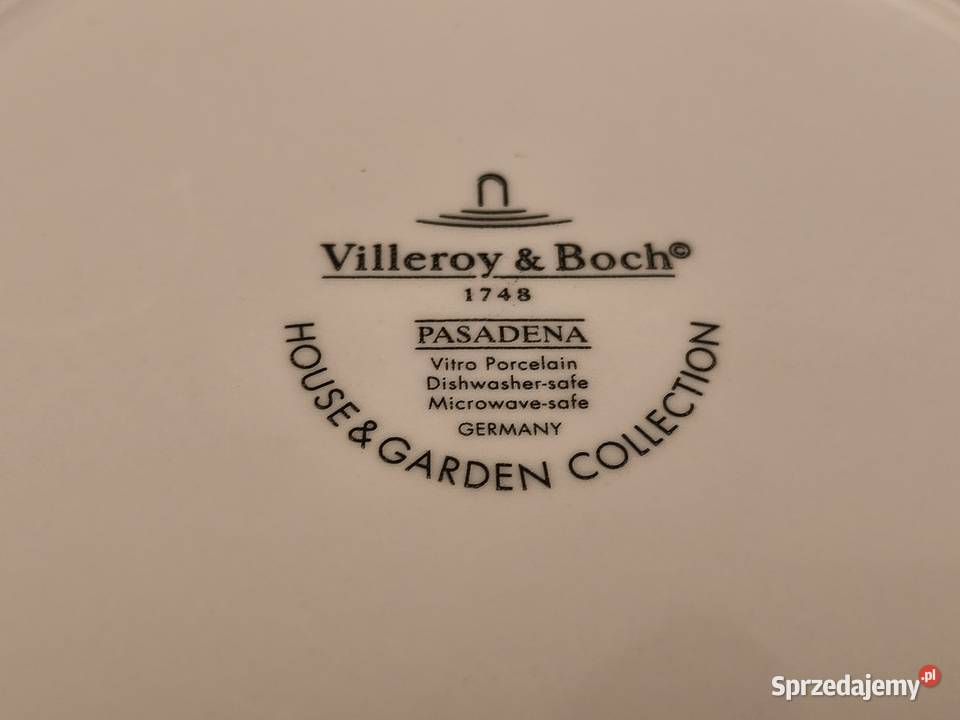 Villeroy & Boch©
1748
PASADENA
Vitro Porcelain
Dishwasher-safe
Microwave-safe
GERMANY
HOUSE & GARDEN COLLECTION
Sprzedajemy.pl